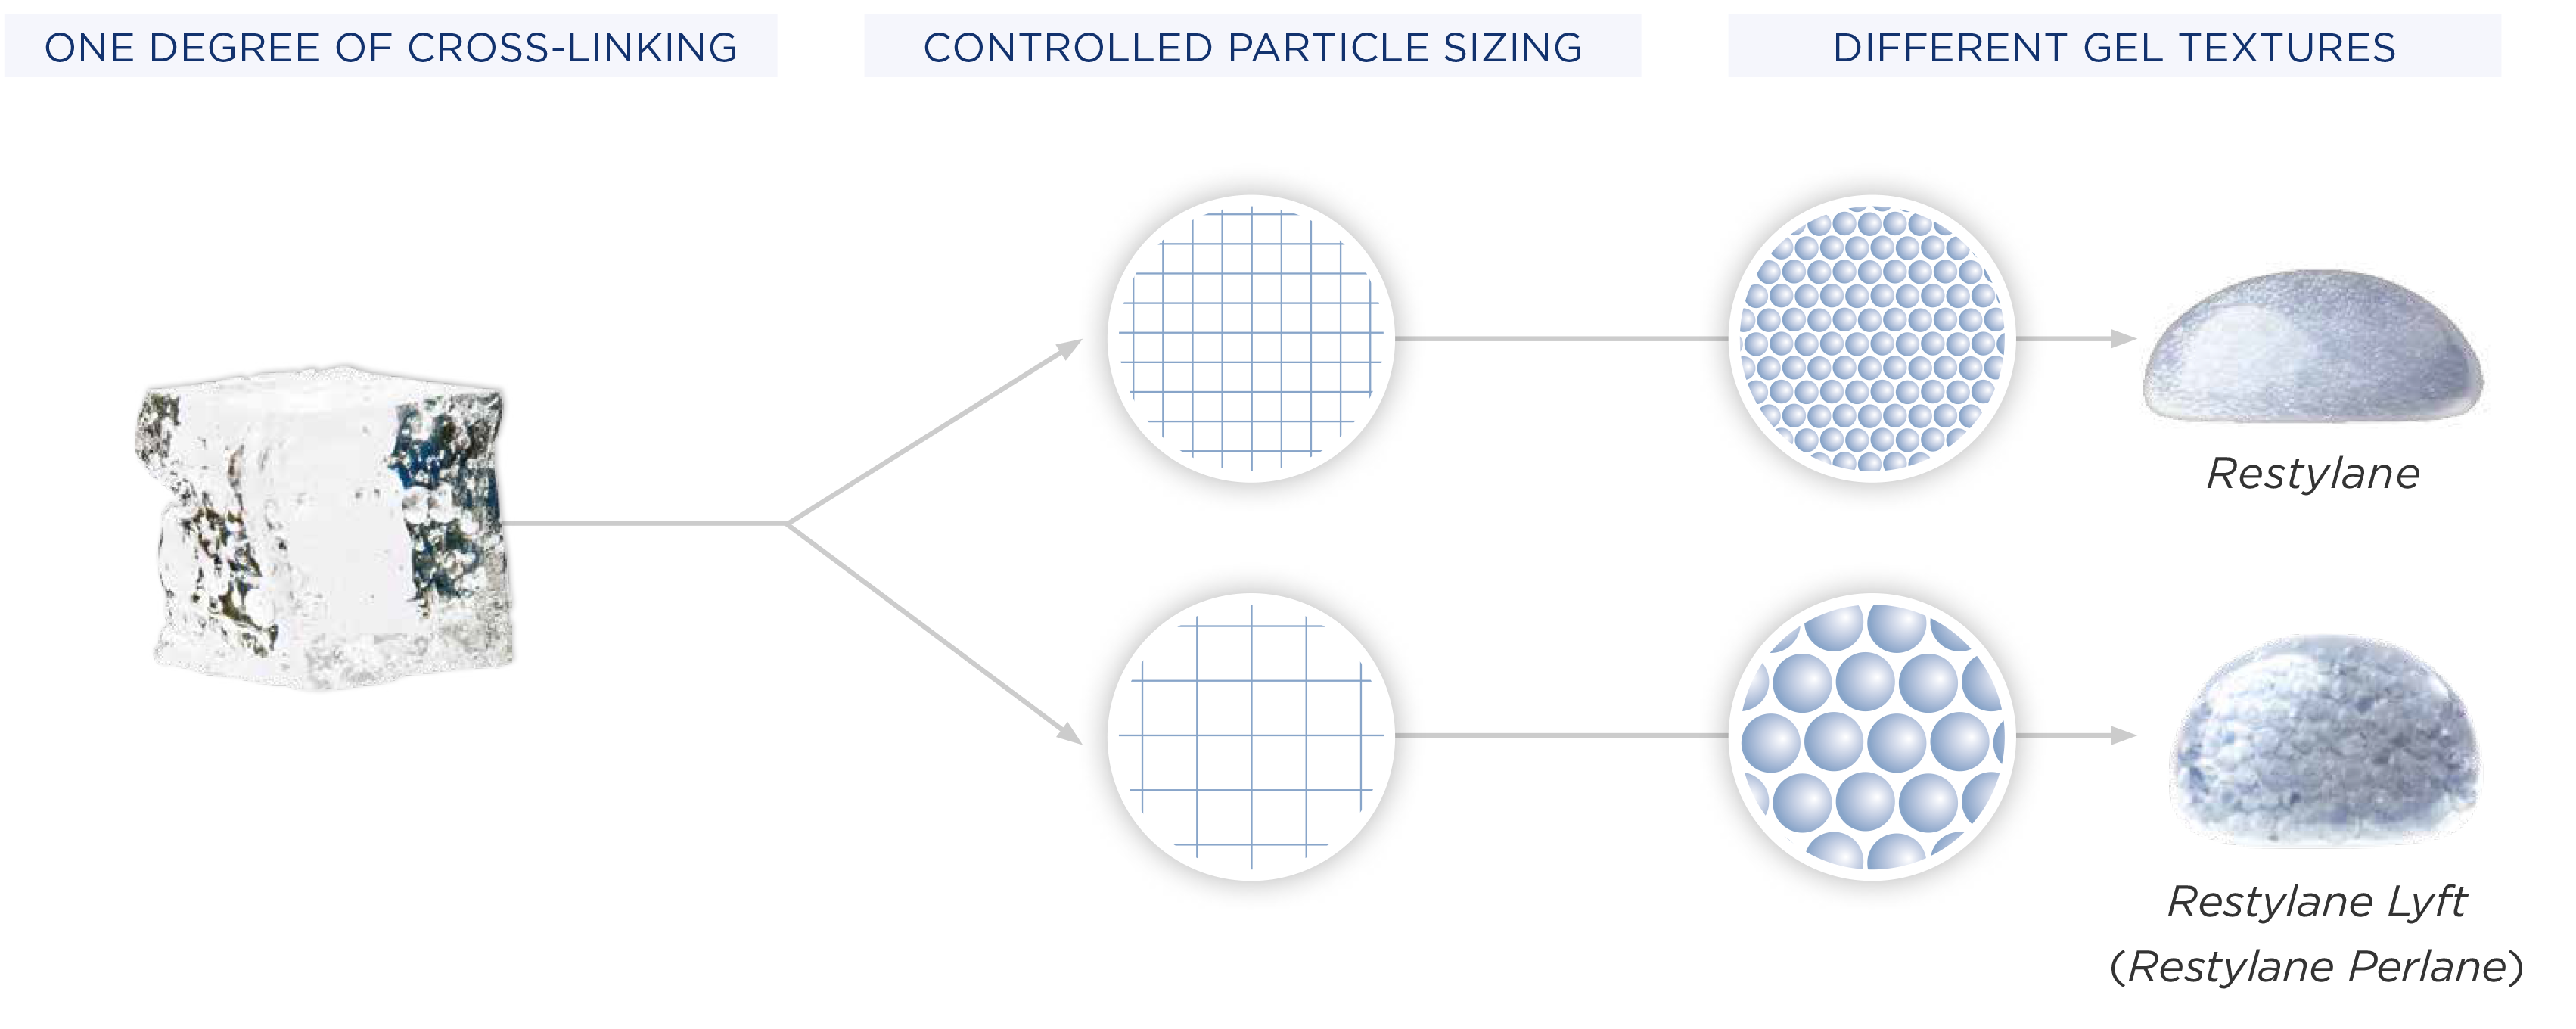 ONE DEGREE OF CROSS-LINKING
CONTROLLED PARTICLE SIZING
DIFFERENT GEL TEXTURES
Restylane
Restylane Lyft
(Restylane Perlane)